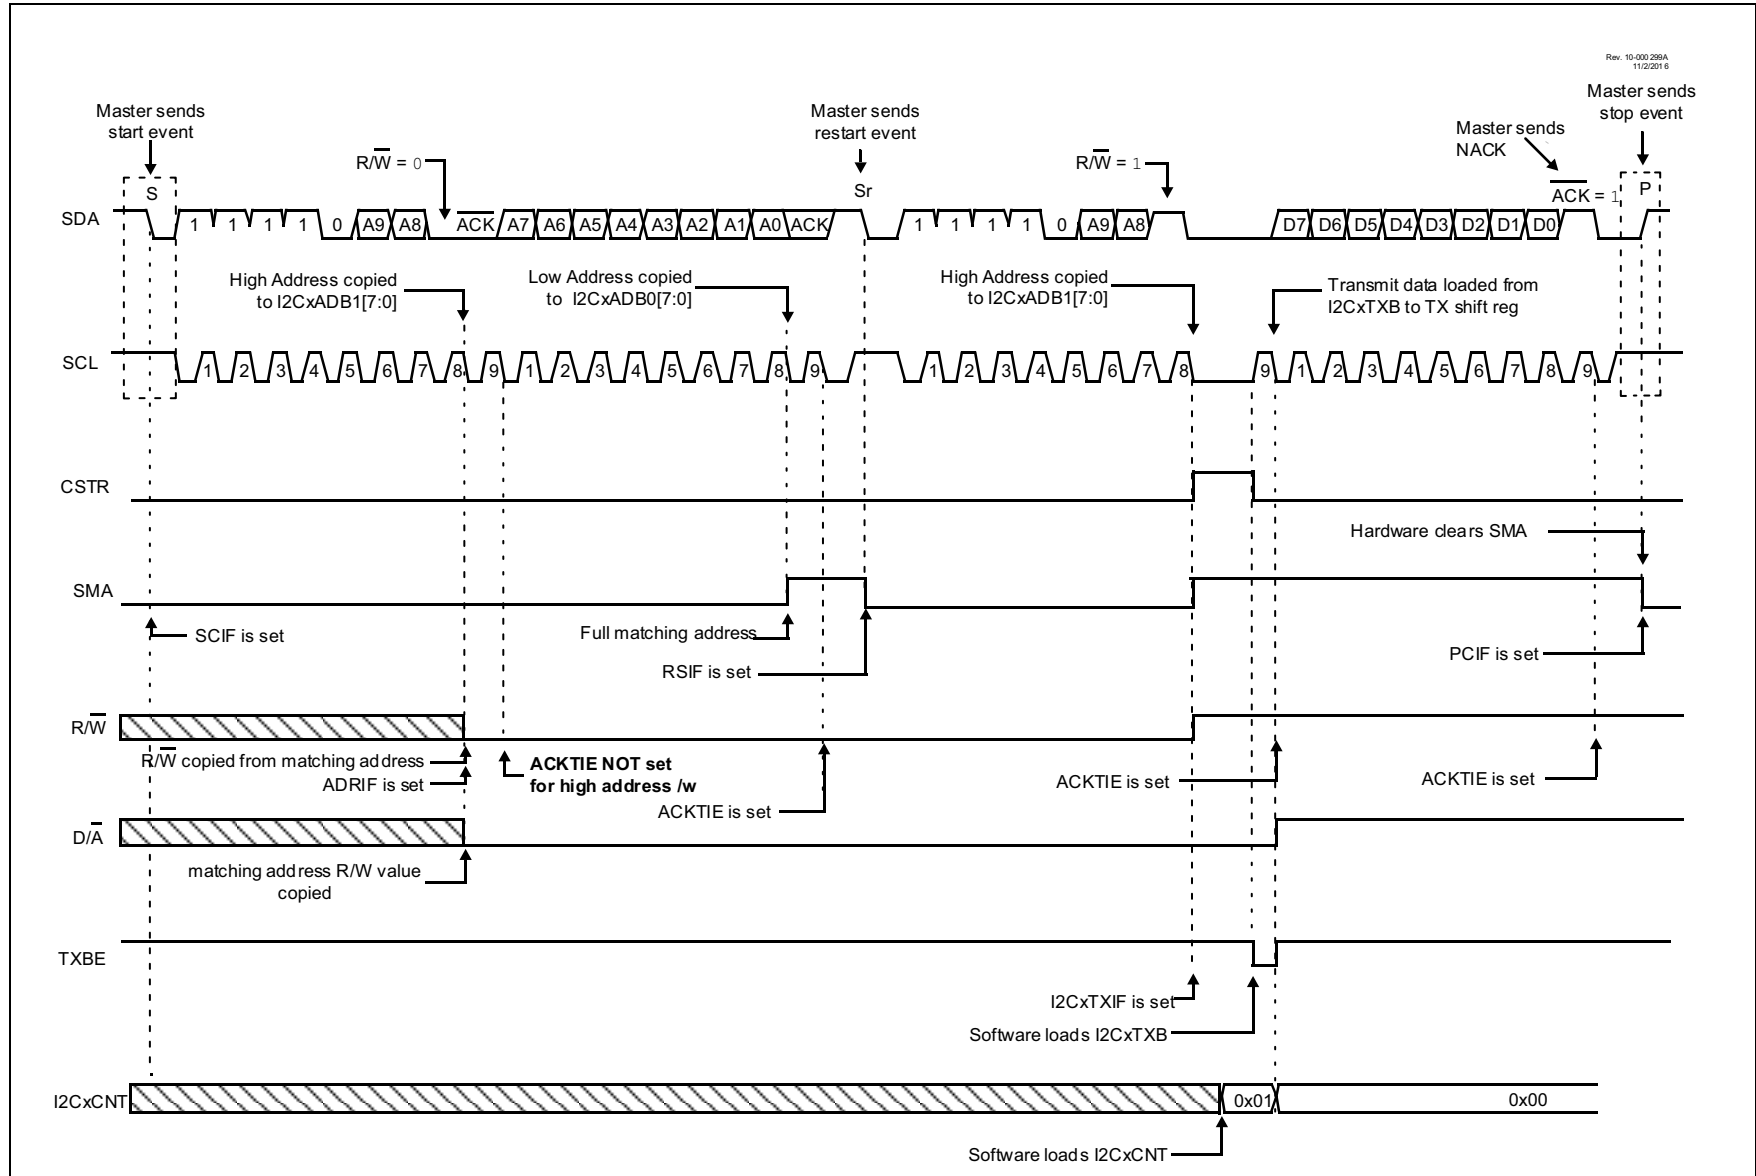 Rev. 10-000 299A
11/2/201 6
Master sends
start event
Master sends
restart event
Master sends
stop event
Master sends
NACK
R/W̅ = 0
R/W̅ = 1
A̅C̅K̅ = 1
S
Sr
P
SDA
1 1 1 1 0 A9 A8 A̅C̅K̅ A7 A6 A5 A4 A3 A2 A1 A0 ACK 1 1 1 1 0 A9 A8 D7 D6 D5 D4 D3 D2 D1 D0
High Address copied
to I2CxADB1[7:0]
Low Address copied
to I2CxADB0[7:0]
High Address copied
to I2CxADB1[7:0]
Transmit data loaded from
I2CxTXB to TX shift reg
SCL
1 2 3 4 5 6 7 8 9 1 2 3 4 5 6 7 8 9 1 2 3 4 5 6 7 8 9 1 2 3 4 5 6 7 8 9
CSTR
Hardware clears SMA
SMA
SCIF is set
Full matching address
RSIF is set
PCIF is set
R/W̅
R/W̅ copied from matching address
ADRIF is set
ACKTIE NOT set
for high address /w
ACKTIE is set
ACKTIE is set
ACKTIE is set
D/A̅
matching address R/W value
copied
TXBE
I2CxTXIF is set
Software loads I2CxTXB
I2CxCNT
0x01
0x00
Software loads I2CxCNT